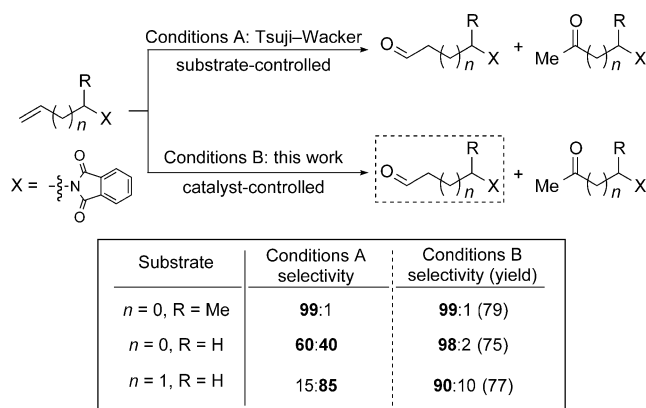 Conditions A: Tsuji–Wacker
substrate-controlled
O
R
( ) n
X
+
O
R
Me
( ) n
X
R
( ) n
X
Conditions B: this work
catalyst-controlled
O
R
( ) n
X
+
O
R
Me
( ) n
X
X =
O
N
O
Substrate
Conditions A
selectivity
Conditions B
selectivity (yield)
n = 0, R = Me
99:1
99:1 (79)
n = 0, R = H
60:40
98:2 (75)
n = 1, R = H
15:85
90:10 (77)